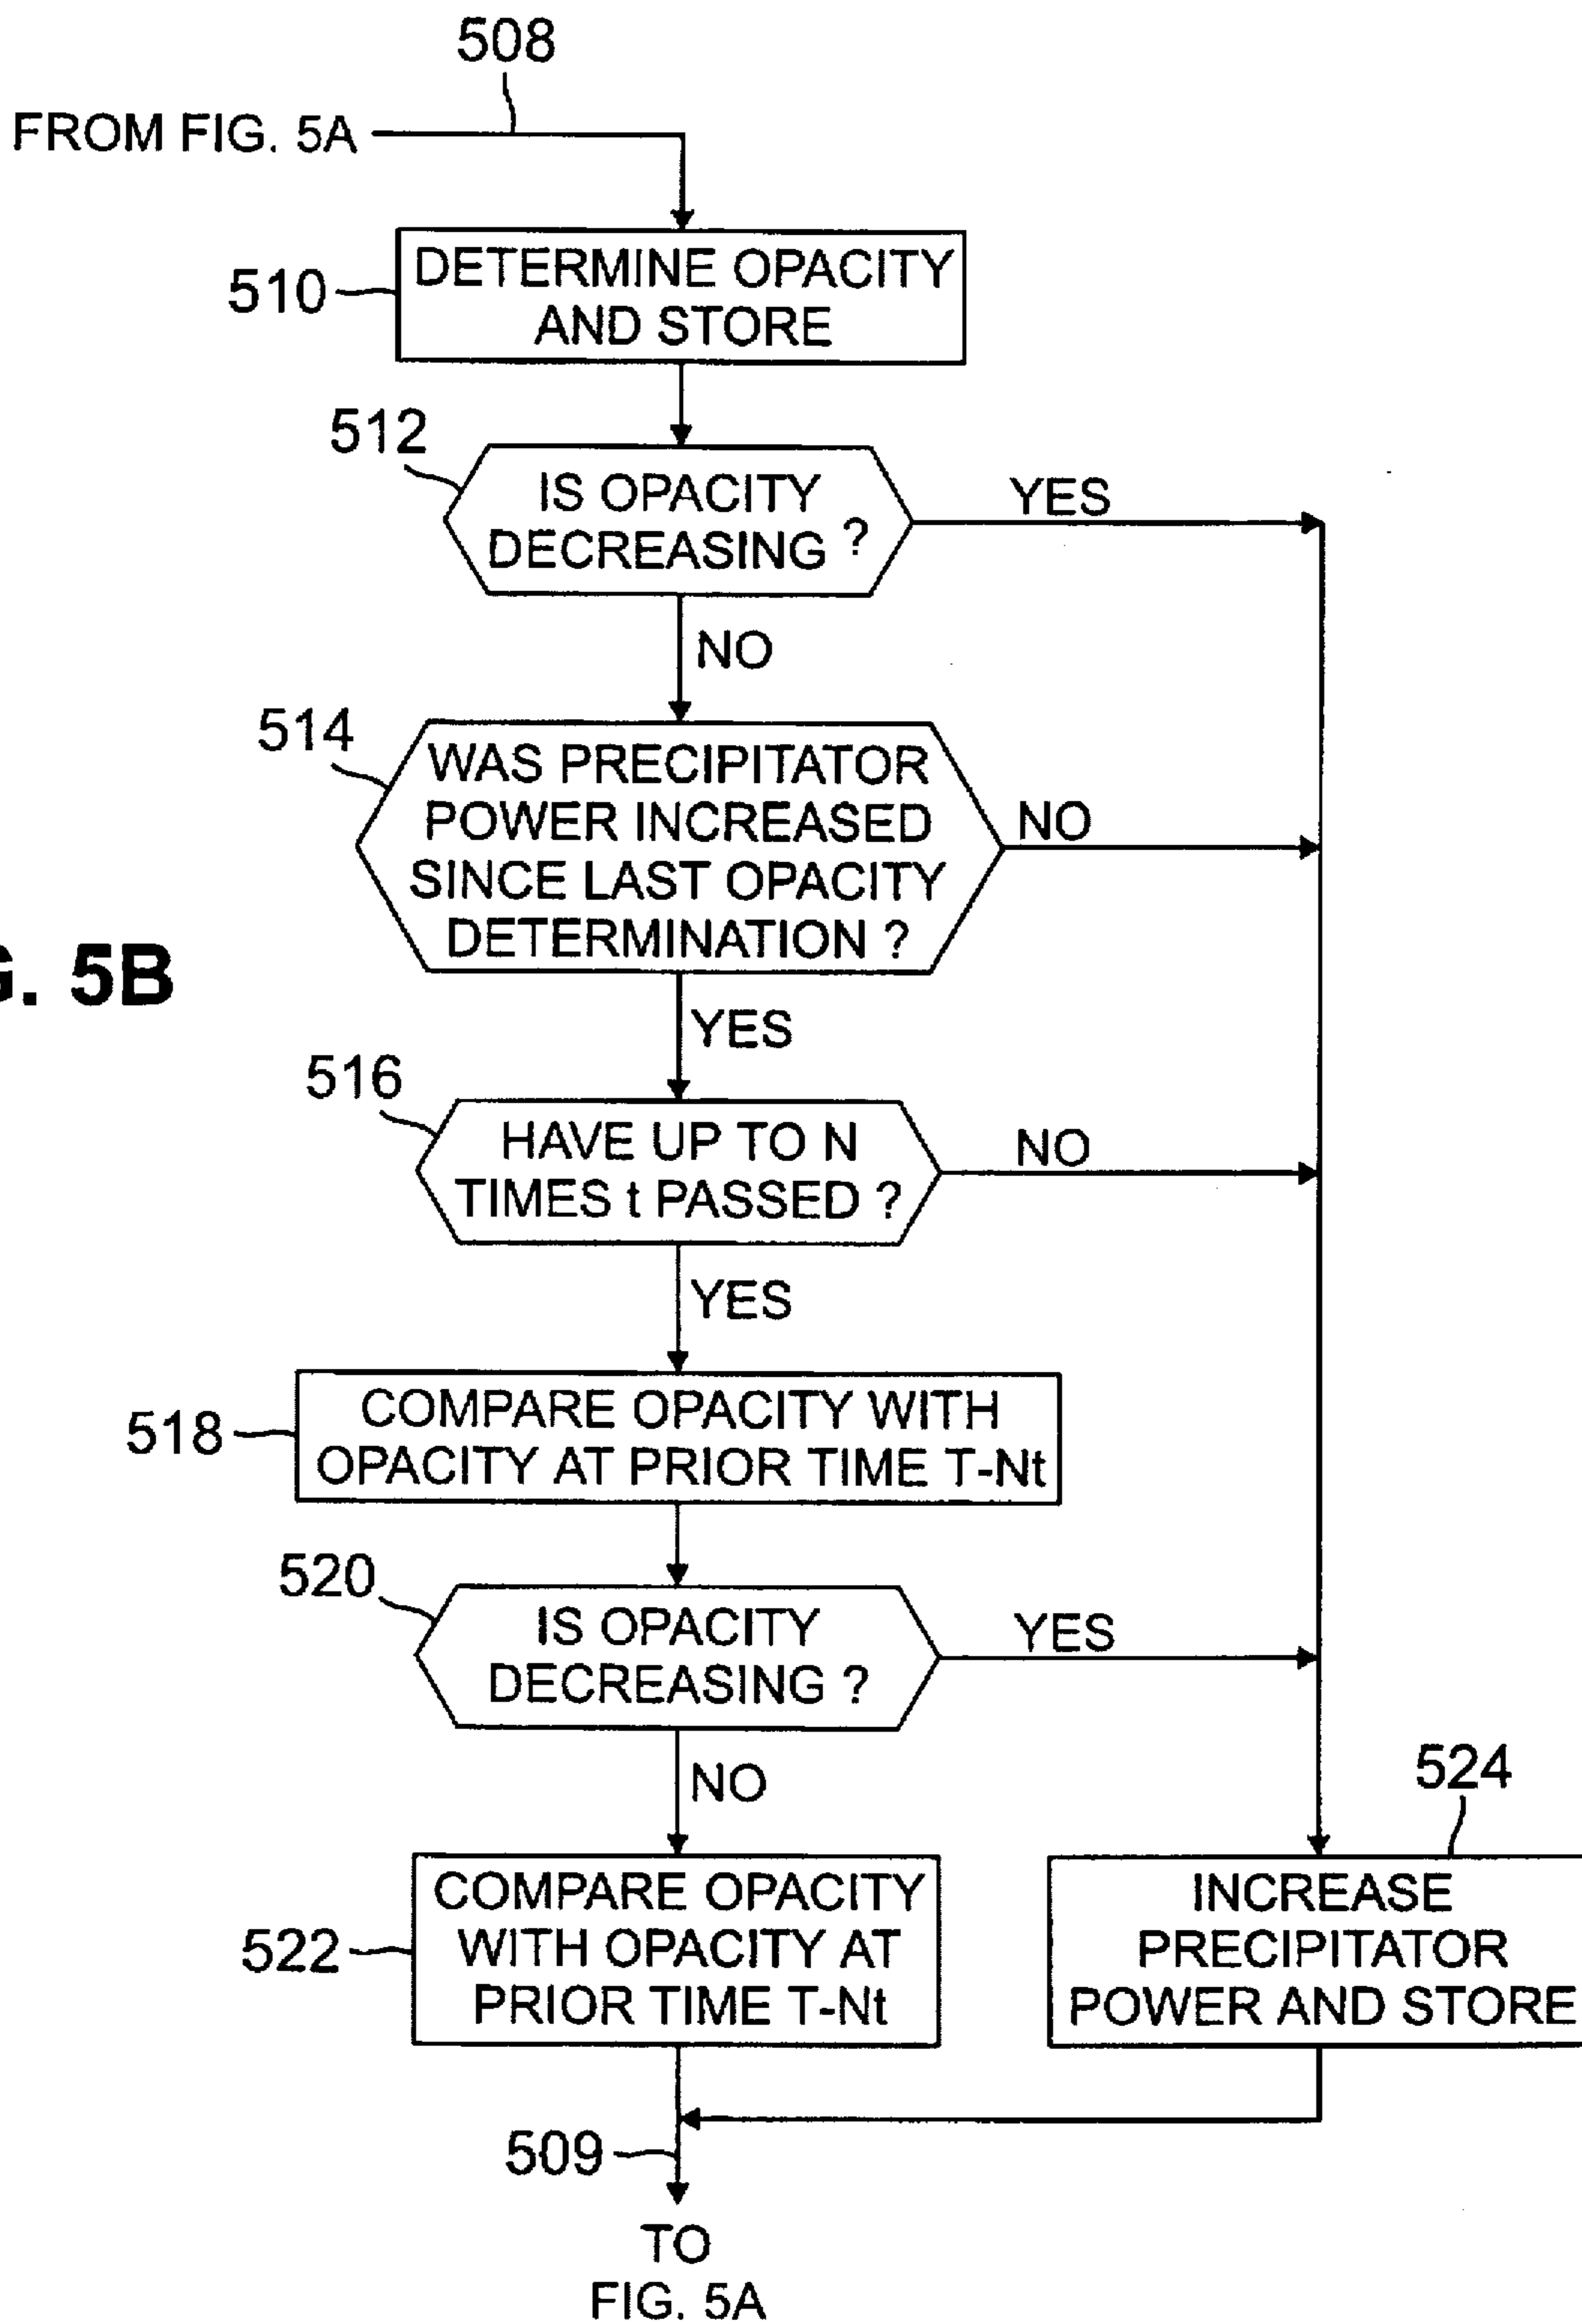 508
FROM FIG. 5A
510
DETERMINE OPACITY
AND STORE
512
IS OPACITY
DECREASING ?
YES
NO
514
WAS PRECIPITATOR
POWER INCREASED
SINCE LAST OPACITY
DETERMINATION ?
NO
G. 5B
YES
516
HAVE UP TO N
TIMES t PASSED ?
NO
YES
518
COMPARE OPACITY WITH
OPACITY AT PRIOR TIME T-Nt
520
IS OPACITY
DECREASING ?
YES
NO
524
522
COMPARE OPACITY
WITH OPACITY AT
PRIOR TIME T-Nt
INCREASE
PRECIPITATOR
POWER AND STORE
509
TO
FIG. 5A